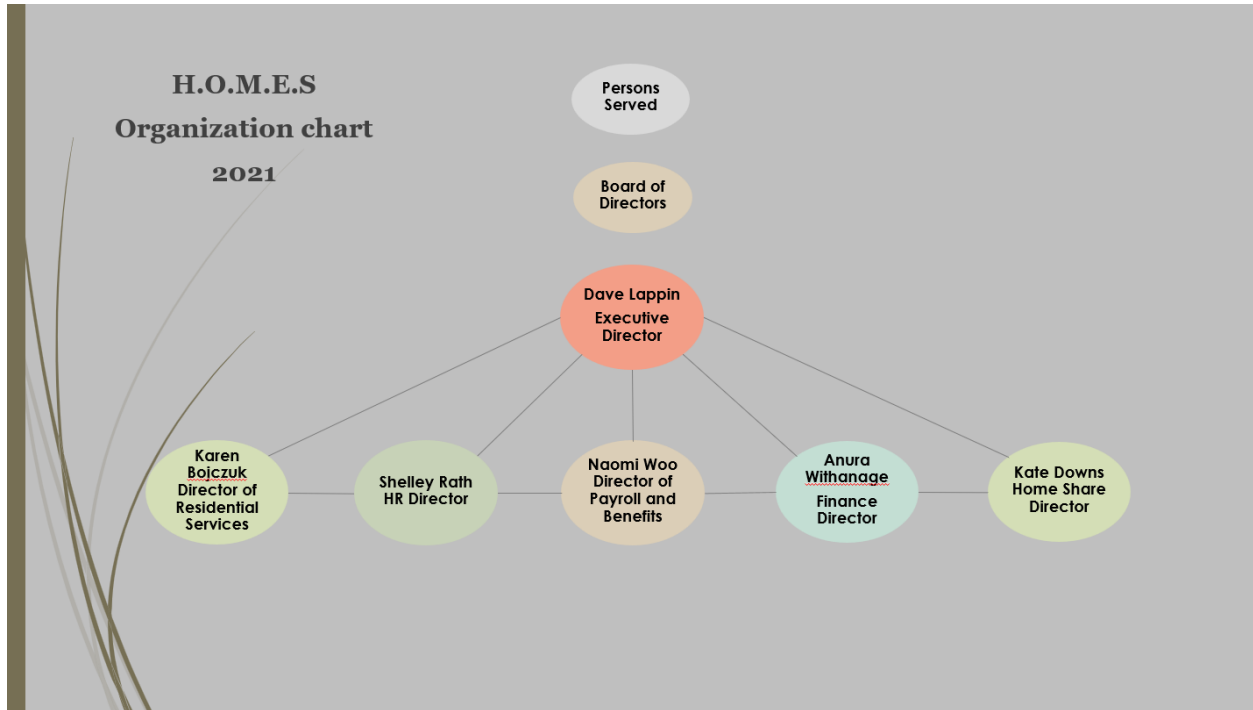 H.O.M.E.S
Organization chart
2021
Persons
Served
Board of
Directors
Dave Lappin
Executive
Director
Karen
Bojczuk
Director of
Residential
Services
Shelley Rath
HR Director
Naomi Woo
Director of
Payroll and
Benefits
Anura
Withanage
Finance
Director
Kate Downs
Home Share
Director